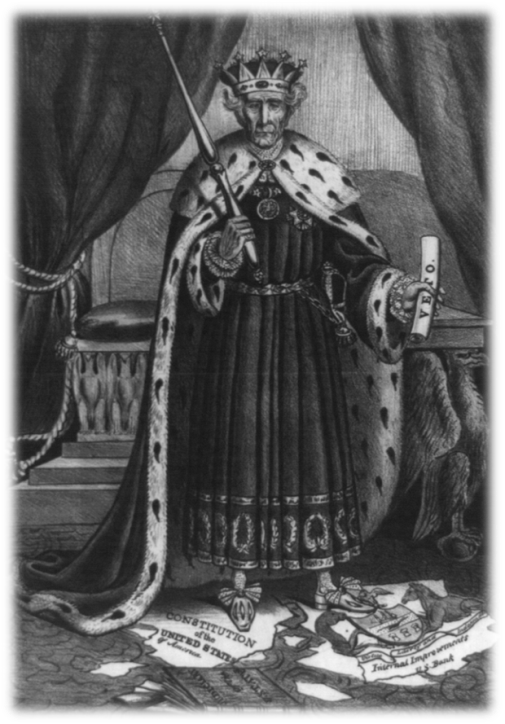 VETO.
CONSTITUTION
of the
UNITED STATES
of America
Internal Improvements
U.S. Bank